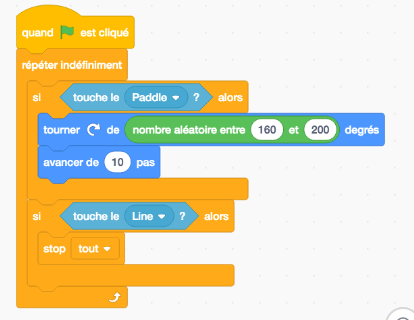 quand est cliqué
répéter indéfiniment
si touche le Paddle ? alors
tourner de nombre aléatoire entre 160 et 200 degrés
avancer de 10 pas
si touche le Line ? alors
stop tout